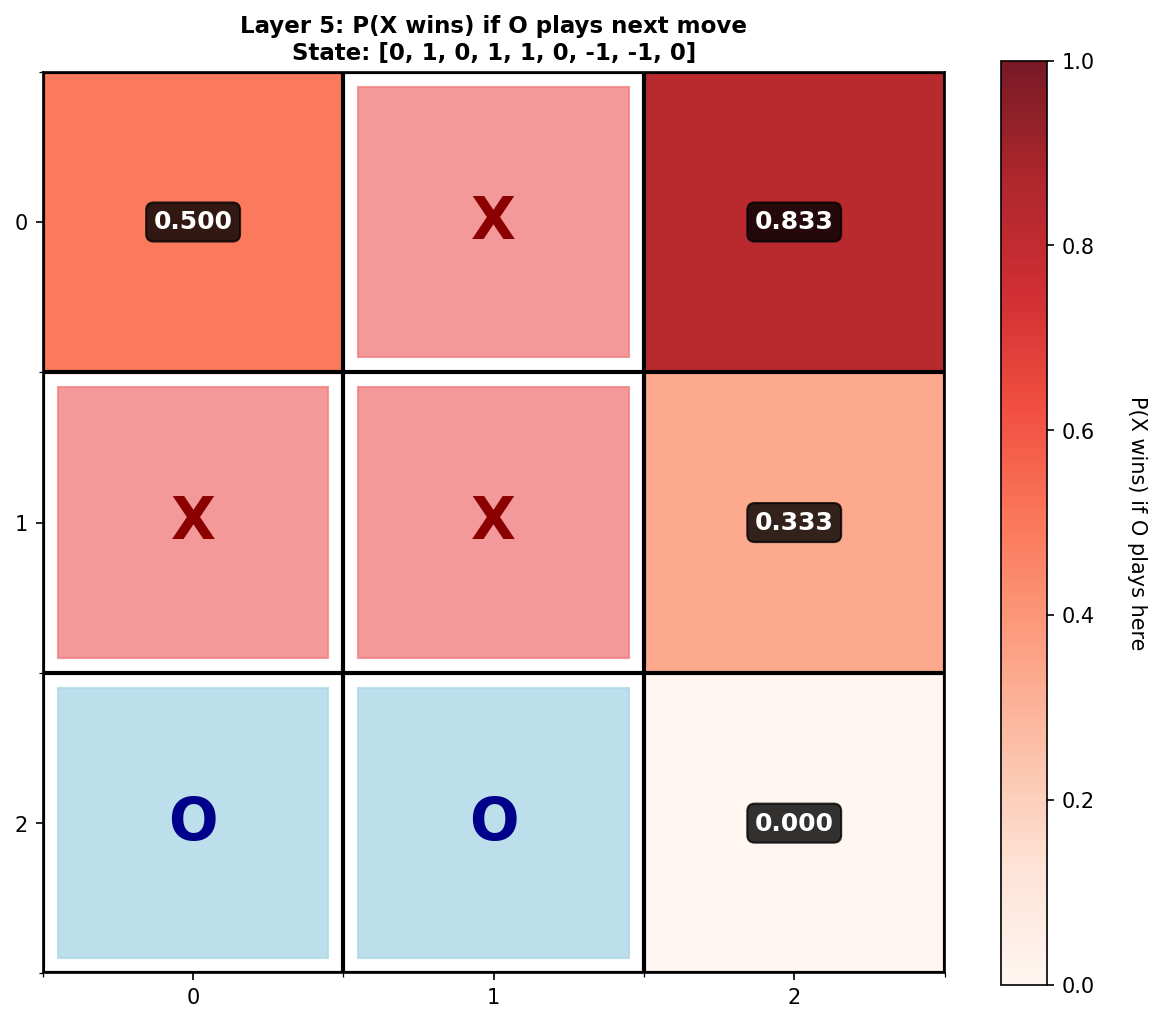 Layer 5: P(X wins) if O plays next move
State: [0, 1, 0, 1, 1, 0, -1, -1, 0]
0.500
X
0.833
X
X
0.333
O
O
0.000
0
1
2
0
1
2
1.0
0.8
0.6
0.4
0.2
0.0
P(X wins) if O plays here